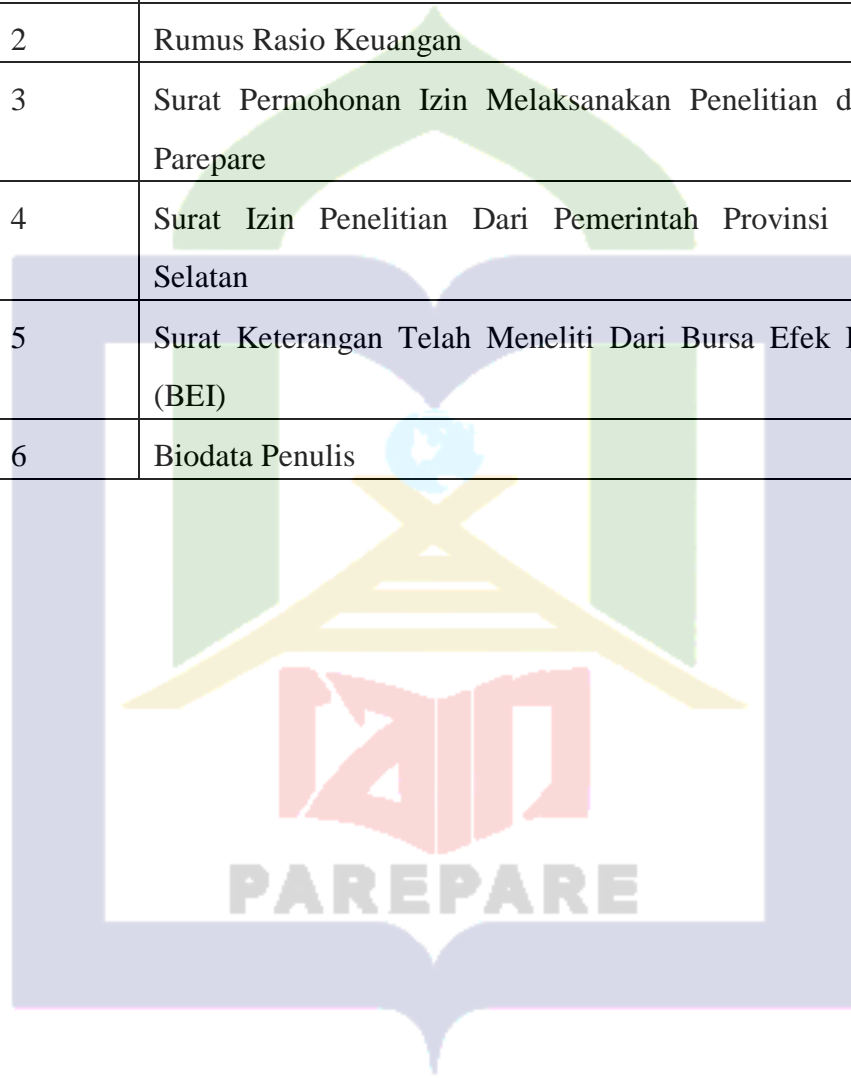 2 Rumus Rasio Keuangan
3 Surat Permohonan Izin Melaksanakan Penelitian
Parepare
4 Surat Izin Penelitian Dari Pemerintah Provinsi
Selatan
5 Surat Keterangan Telah Meneliti Dari Bursa Efek
(BEI)
6 Biodata Penulis
iain
PAREPARE